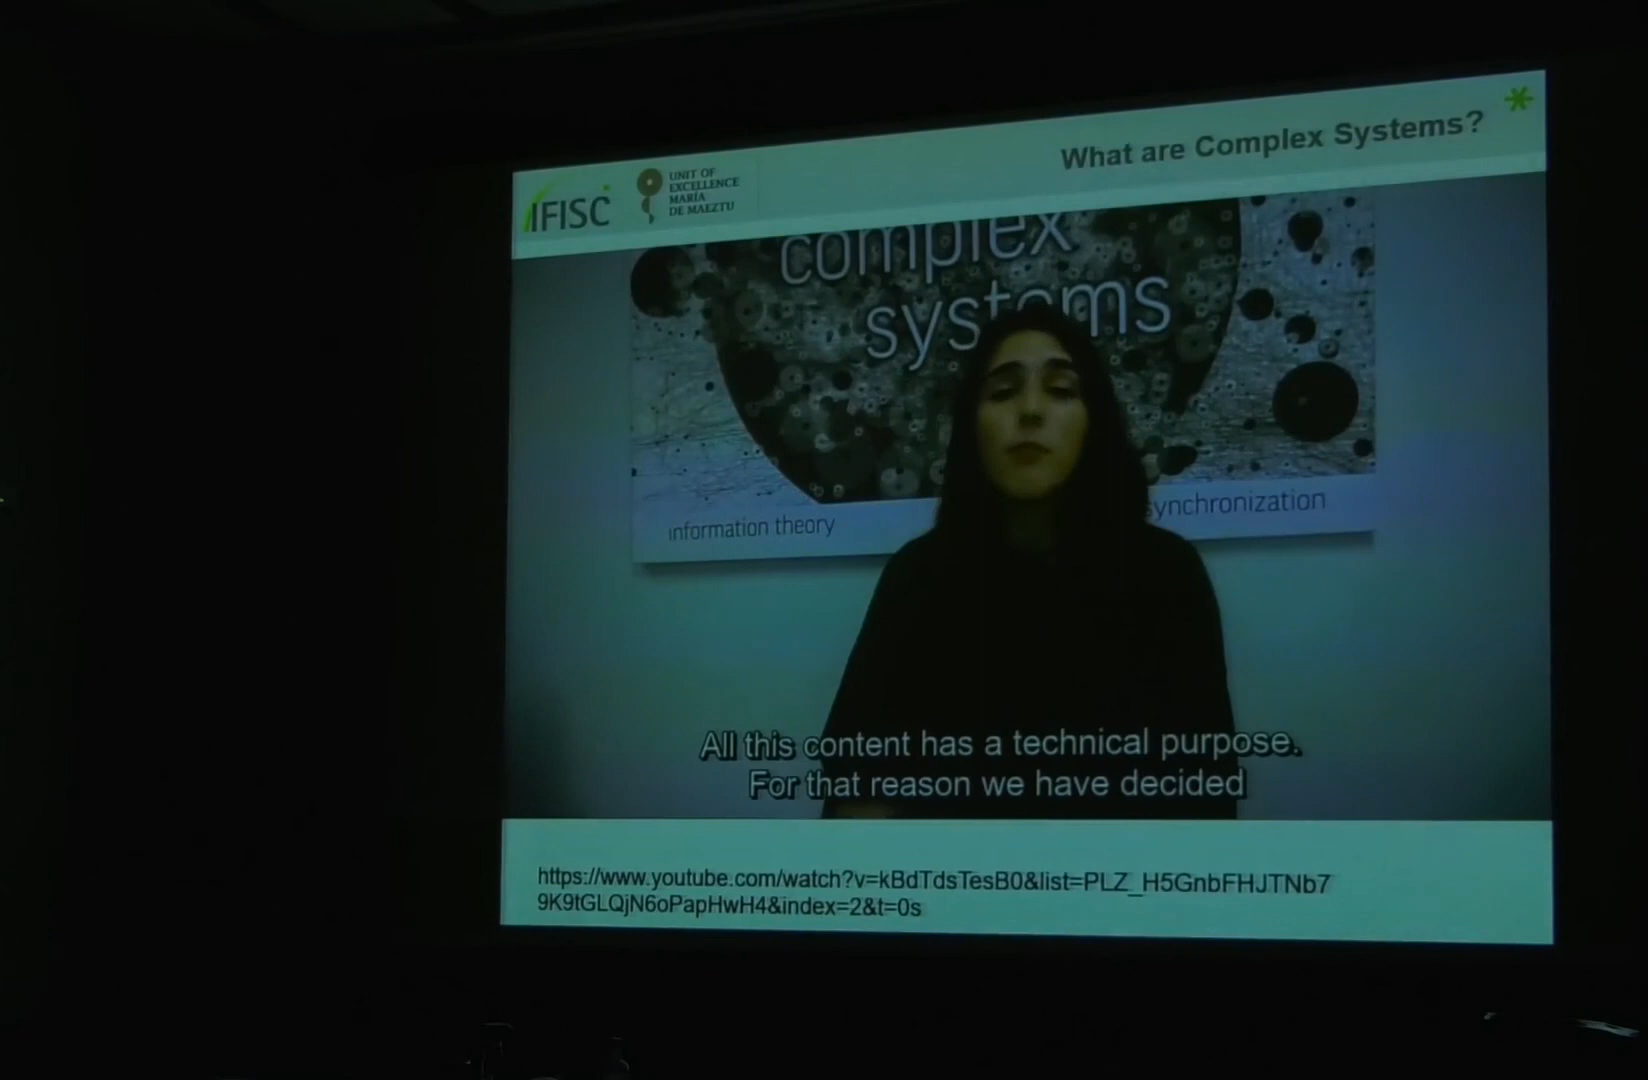 What are Complex Systems?
IFISC
UNIT OF
EXCELLENCE
MARÍA
DE MAEZTU
complex
systems
information theory
synchronization
All this content has a technical purpose.
For that reason we have decided
https://www.youtube.com/watch?v=kBdTdsTesB0&list=PLZ_H5GnbFHJTNb7
9K9tGLQjN6oPapHwH4&index=2&t=0s